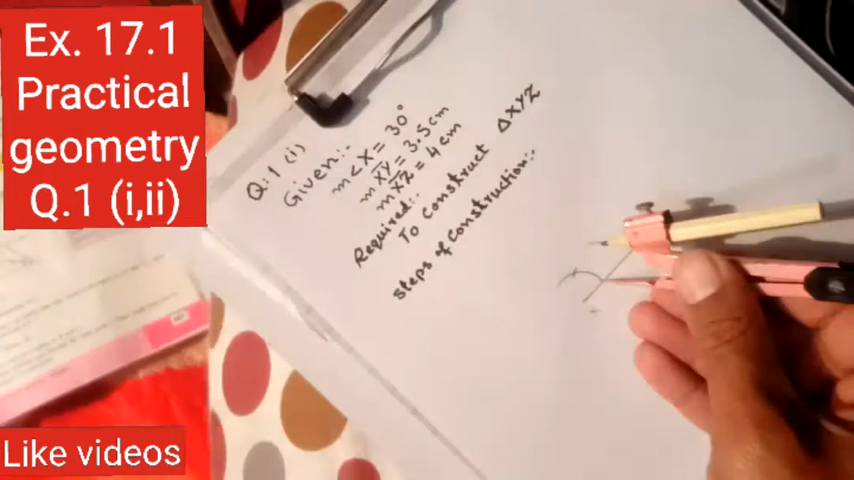 Ex. 17.1
Practical
geometry
Q.1 (i,ii)
Q:1 (i)
Given:-
m<X = 30°
mXY = 3.5cm
mXZ = 4cm
Required:-
To construct ΔXYZ
Steps of construction:-
Like videos